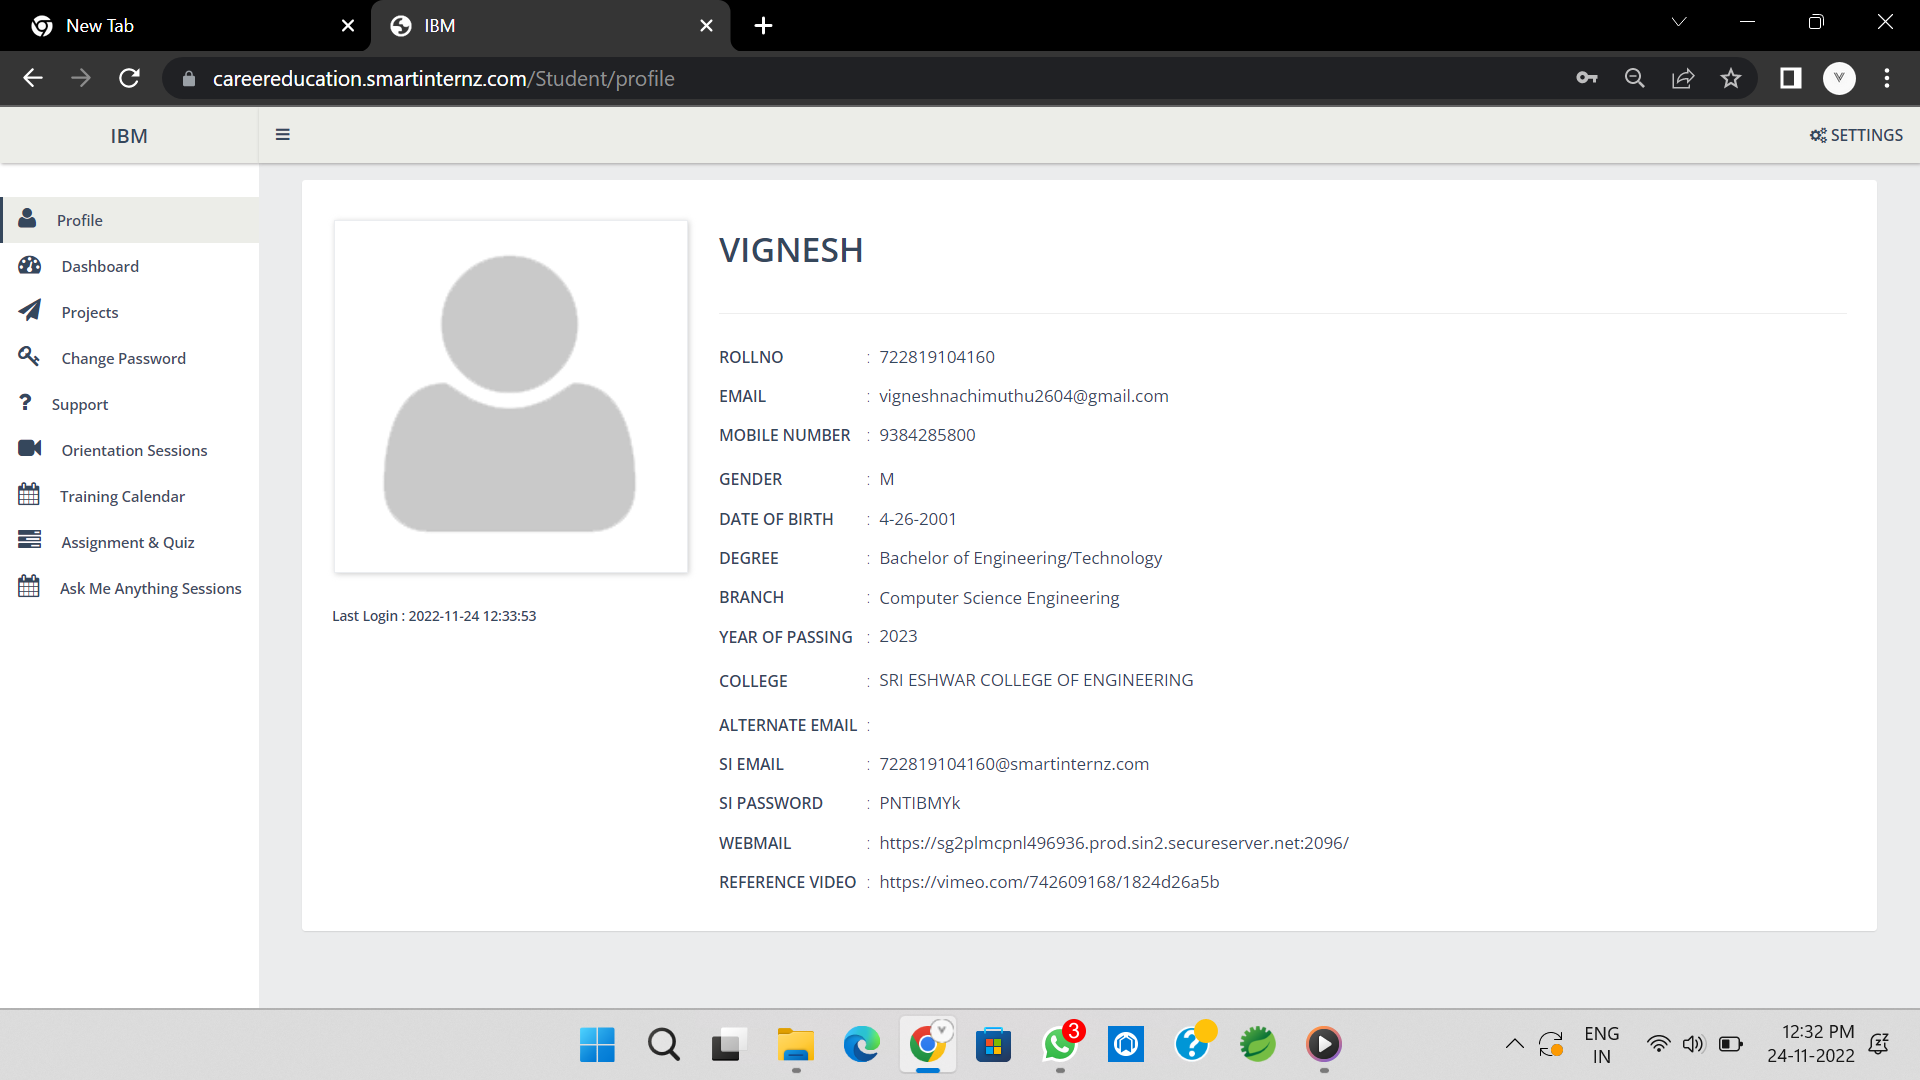 New Tab
IBM
careereducation.smartinternz.com/Student/profile
V
IBM
SETTINGS
Profile
Dashboard
Projects
Change Password
Support
Orientation Sessions
Training Calendar
Assignment & Quiz
Ask Me Anything Sessions
Last Login : 2022-11-24 12:33:53
VIGNESH
ROLLNO : 722819104160
EMAIL : vigneshnachimuthu2604@gmail.com
MOBILE NUMBER : 9384285800
GENDER : M
DATE OF BIRTH : 4-26-2001
DEGREE : Bachelor of Engineering/Technology
BRANCH : Computer Science Engineering
YEAR OF PASSING : 2023
COLLEGE : SRI ESHWAR COLLEGE OF ENGINEERING
ALTERNATE EMAIL :
SI EMAIL : 722819104160@smartinternz.com
SI PASSWORD : PNTIBMYk
WEBMAIL : https://sg2plmcpnl496936.prod.sin2.secureserver.net:2096/
REFERENCE VIDEO : https://vimeo.com/742609168/1824d26a5b
3
ENG
IN
12:32 PM
24-11-2022